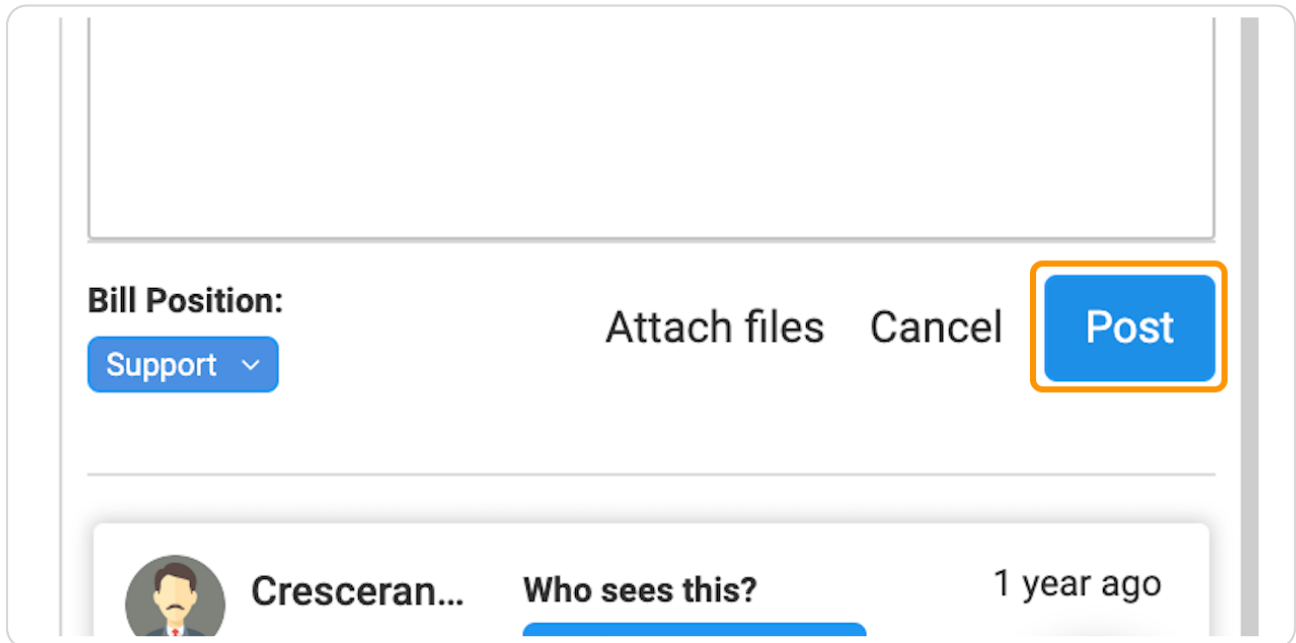 Bill Position:
Support
Attach files Cancel Post
Cresceran... Who sees this? 1 year ago